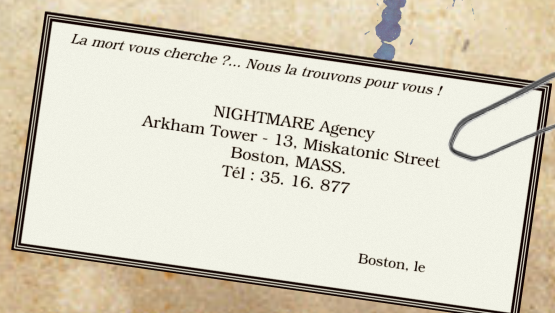 La mort vous cherche ?... Nous la trouvons pour vous !
NIGHTMARE Agency
Arkham Tower - 13, Miskatonic Street
Boston, MASS.
Tél : 35. 16. 877
Boston, le